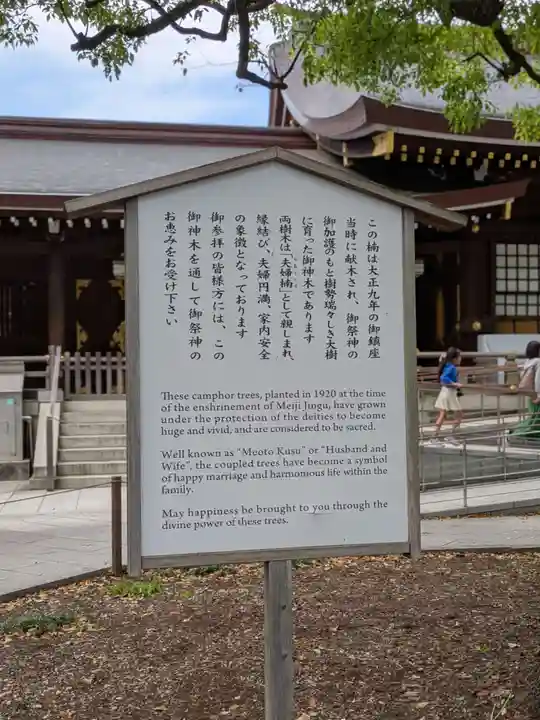 この楠は大正九年の御鎮座
当時に献木され、御祭神の
御加護のもと樹勢瑞々しき大樹
に育った御神木であります
両樹木は「夫婦楠」として親しまれ、
縁結び、夫婦円満、家内安全
の象徴となっております
御参拝の皆様方には、この
御神木を通して御祭神の
お恵みをお受け下さい
These camphor trees, planted in 1920 at the time
of the enshrinement of Meiji Jingu, have grown
under the protection of the deities to become
huge and vivid, and are considered to be sacred.
Well known as "Meoto Kusu" or "Husband and
Wife", the coupled trees have become a symbol
of happy marriage and harmonious life within the
family.
May happiness be brought to you through the
divine power of these trees.